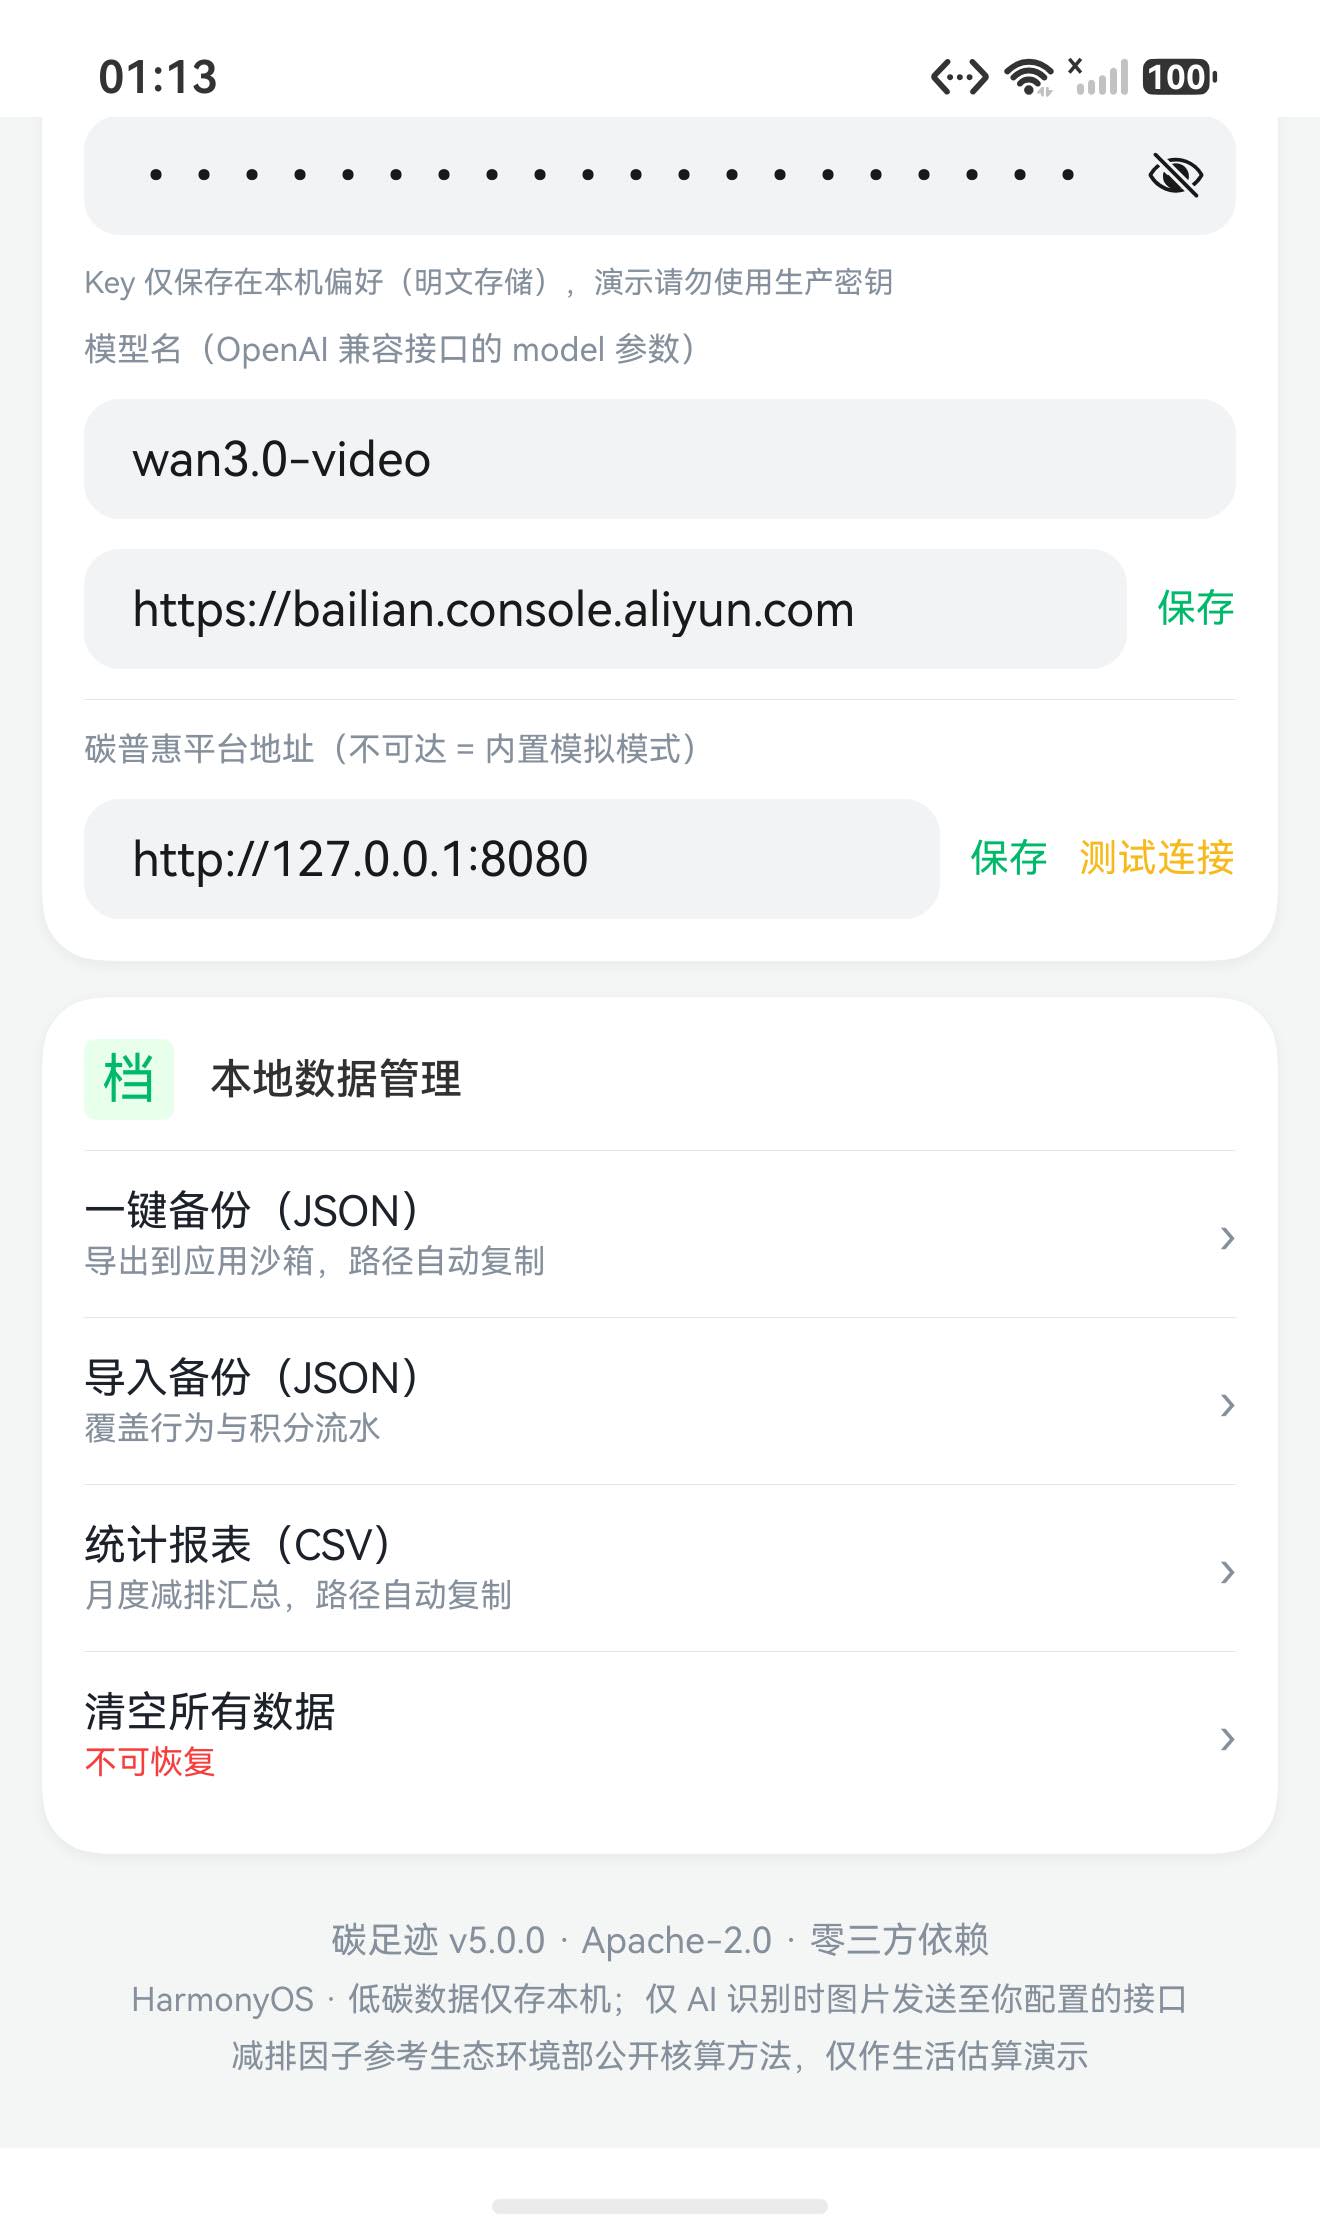 01:13
100
Key 仅保存在本机偏好（明文存储），演示请勿使用生产密钥
模型名（OpenAI 兼容接口的 model 参数）
wan3.0-video
https://bailian.console.aliyun.com
保存
碳普惠平台地址（不可达 = 内置模拟模式）
http://127.0.0.1:8080
保存 测试连接
档 本地数据管理
一键备份（JSON）
导出到应用沙箱，路径自动复制
导入备份（JSON）
覆盖行为与积分流水
统计报表（CSV）
月度减排汇总，路径自动复制
清空所有数据
不可恢复
碳足迹 v5.0.0 · Apache-2.0 · 零三方依赖
HarmonyOS · 低碳数据仅存本机；仅 AI 识别时图片发送至你配置的接口
减排因子参考生态环境部公开核算方法，仅作生活估算演示